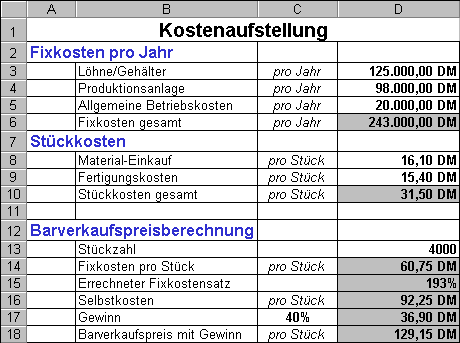 A B C D
1 Kostenaufstellung
2 Fixkosten pro Jahr
3 Löhne/Gehälter pro Jahr 125.000,00 DM
4 Produktionsanlage pro Jahr 98.000,00 DM
5 Allgemeine Betriebskosten pro Jahr 20.000,00 DM
6 Fixkosten gesamt pro Jahr 243.000,00 DM
7 Stückkosten
8 Material-Einkauf pro Stück 16,10 DM
9 Fertigungskosten pro Stück 15,40 DM
10 Stückkosten gesamt pro Stück 31,50 DM
11
12 Barverkaufspreisberechnung
13 Stückzahl 4000
14 Fixkosten pro Stück pro Stück 60,75 DM
15 Errechneter Fixkostensatz 193%
16 Selbstkosten pro Stück 92,25 DM
17 Gewinn 40% 36,90 DM
18 Barverkaufspreis mit Gewinn pro Stück 129,15 DM